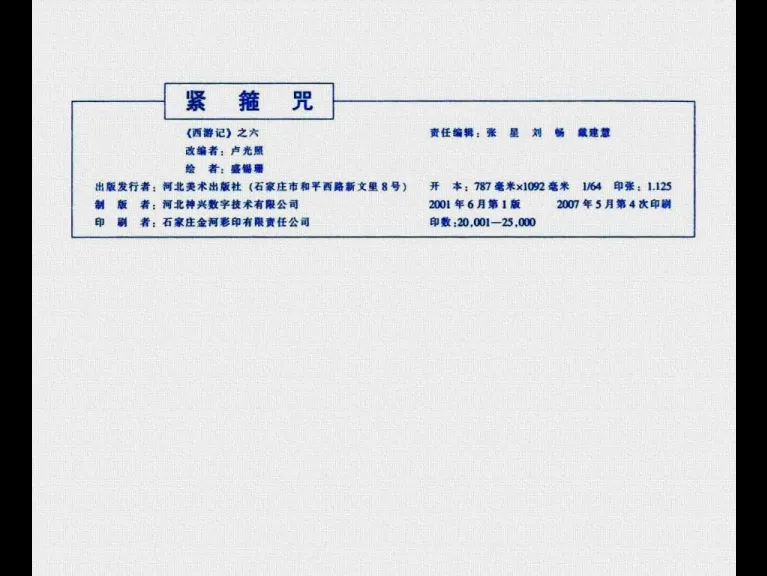 紧箍咒
《西游记》之六
改编者：卢光照
绘 者：盛锡珊
责任编辑：张 星 刘 畅 戴建慧
出版发行者：河北美术出版社（石家庄市和平西路新文里8号）
制 版 者：河北神兴数字技术有限公司
印 刷 者：石家庄金河彩印有限责任公司
开 本：787毫米×1092毫米 1/64 印张：1.125
2001年6月第1版 2007年5月第4次印刷
印数：20,001—25,000